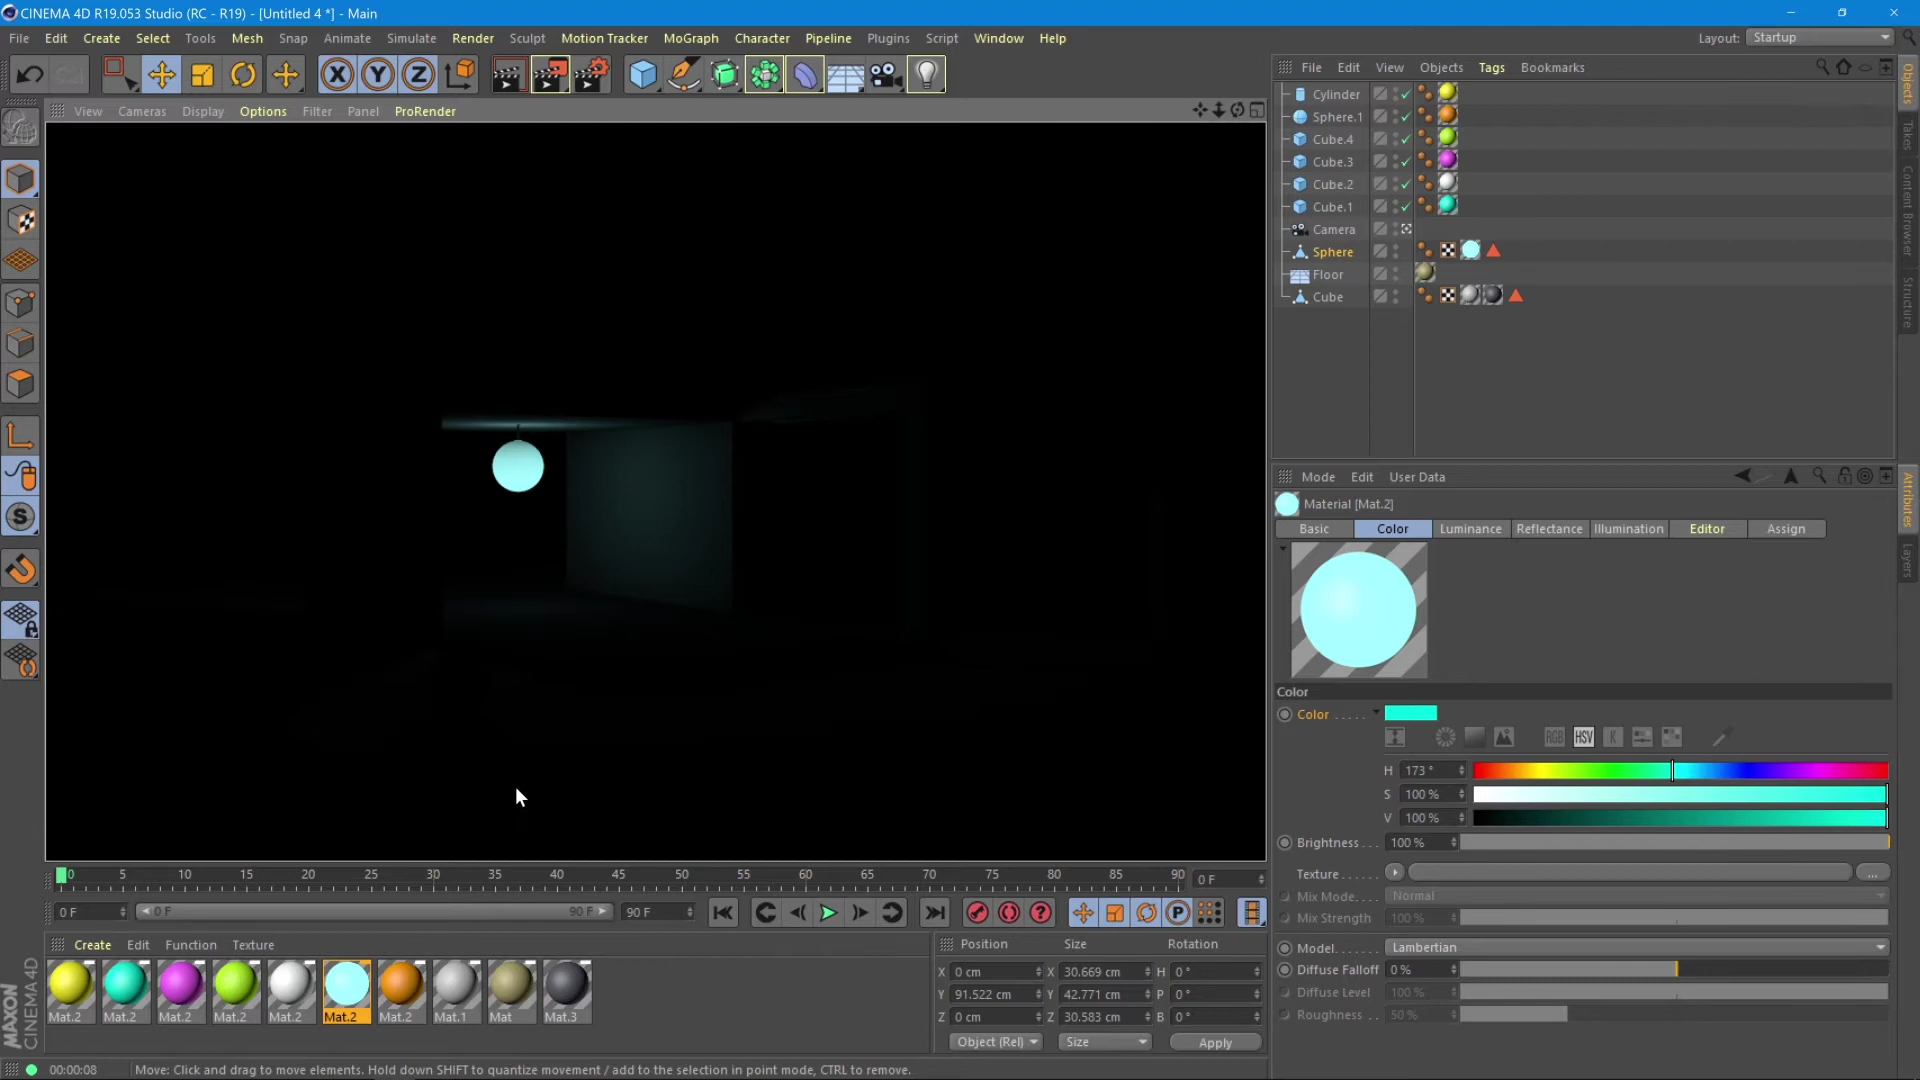 CINEMA 4D R19.053 Studio (RC - R19) - [Untitled 4 *] - Main
File Edit Create Select Tools Mesh Snap Animate Simulate Render Sculpt Motion Tracker MoGraph Character Pipeline Plugins Script Window Help
Layout: Startup
X Y Z
File Edit View Objects Tags Bookmarks
View Cameras Display Options Filter Panel ProRender
Cylinder
Sphere.1
Cube.4
Cube.3
Cube.2
Cube.1
Camera
Sphere
Floor
Cube
Objects
Takes
Content Browser
Structure
Mode Edit User Data
Material [Mat.2]
Basic Color Luminance Reflectance Illumination Editor Assign
Attributes
Layers
Color
Color . . . . .
RGB HSV K
H 173 °
S 100 %
V 100 %
Brightness . . . 100 %
Texture . . . . . . ...
Mix Mode. . . . Normal
Mix Strength 100 %
Model. . . . . . . Lambertian
Diffuse Falloff 0 %
Diffuse Level 100 %
Roughness . . 50 %
S
0 5 10 15 20 25 30 35 40 45 50 55 60 65 70 75 80 85 90 0 F
0 F 0 F 90 F 90 F
P
Create Edit Function Texture
Mat.2 Mat.2 Mat.2 Mat.2 Mat.2 Mat.2 Mat.2 Mat.1 Mat Mat.3
Position Size Rotation
X 0 cm X 30.669 cm H 0 °
Y 91.522 cm Y 42.771 cm P 0 °
Z 0 cm Z 30.583 cm B 0 °
Object (Rel) Size Apply
MAXON
CINEMA 4D
00:00:08 Move: Click and drag to move elements. Hold down SHIFT to quantize movement / add to the selection in point mode, CTRL to remove.